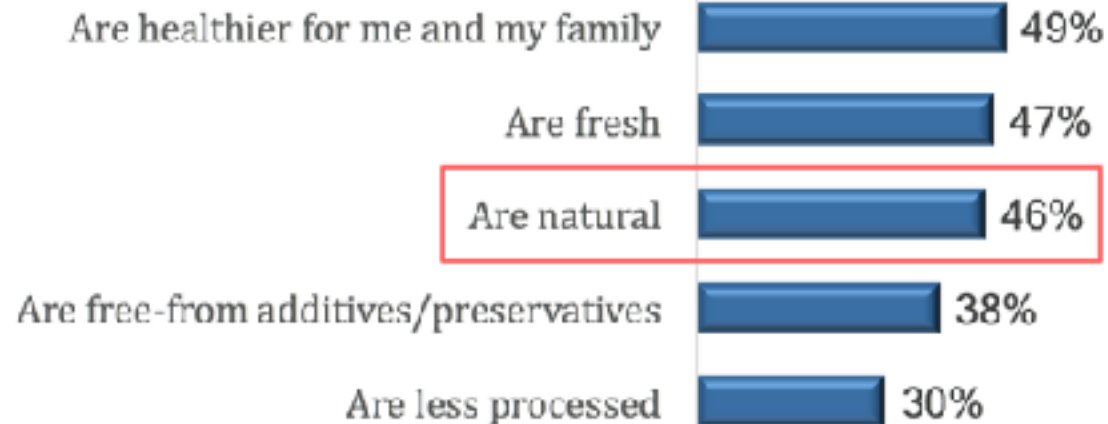 Are healthier for me and my family 49%
Are fresh 47%
Are natural 46%
Are free-from additives/preservatives 38%
Are less processed 30%